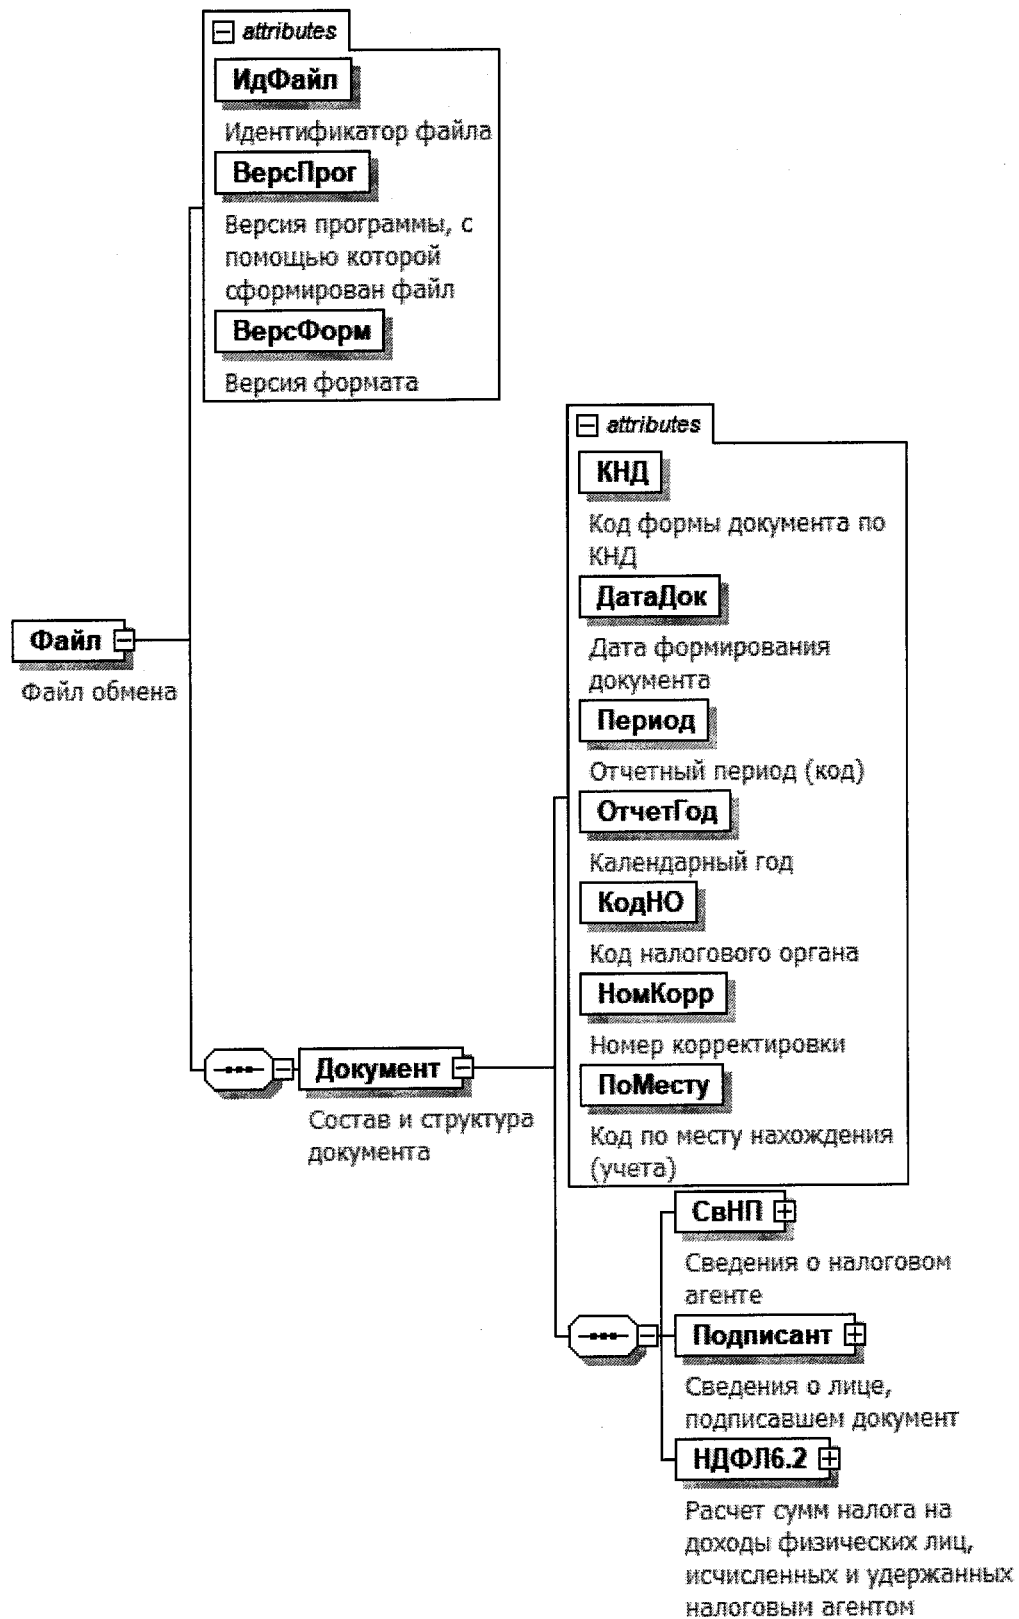 attributes
ИдФайл
Идентификатор файла
ВерсПрог
Версия программы, с
помощью которой
сформирован файл
ВерсФорм
Версия формата
attributes
КНД
Код формы документа по
КНД
ДатаДок
Дата формирования
документа
Период
Отчетный период (код)
ОтчетГод
Календарный год
КодНО
Код налогового органа
НомКорр
Номер корректировки
ПоМесту
Код по месту нахождения
(учета)
Файл
Файл обмена
Документ
Состав и структура
документа
СвНП
Сведения о налоговом
агенте
Подписант
Сведения о лице,
подписавшем документ
НДФЛ6.2
Расчет сумм налога на
доходы физических лиц,
исчисленных и удержанных
налоговым агентом